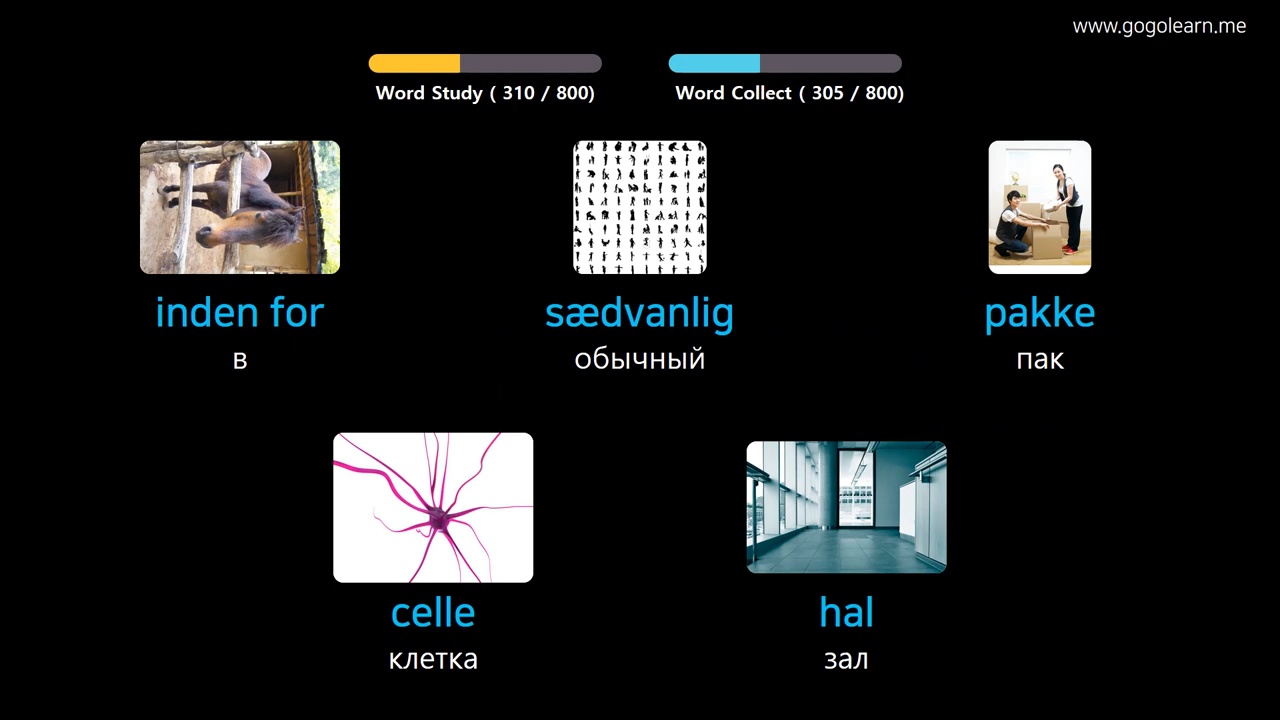 www.gogolearn.me
Word Study ( 310 / 800)
Word Collect ( 305 / 800)
inden for
sædvanlig
pakke
в
обычный
пак
celle
hal
клетка
зал